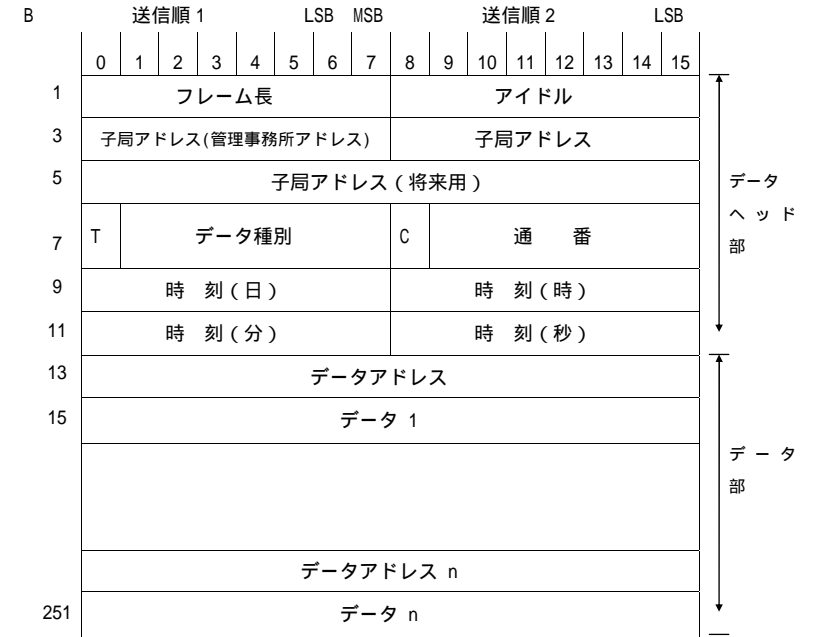 B 送信順1 LSB MSB 送信順2 LSB
0 1 2 3 4 5 6 7 8 9 10 11 12 13 14 15
1 フレーム長 アイドル
3 子局アドレス(管理事務所アドレス) 子局アドレス
5 子局アドレス(将来用)
7 T データ種別 C 通 番
9 時 刻(日) 時 刻(時)
11 時 刻(分) 時 刻(秒)
13 データアドレス
15 データ 1
データアドレス n
251 データ n
データ
ヘッド
部
データ
部